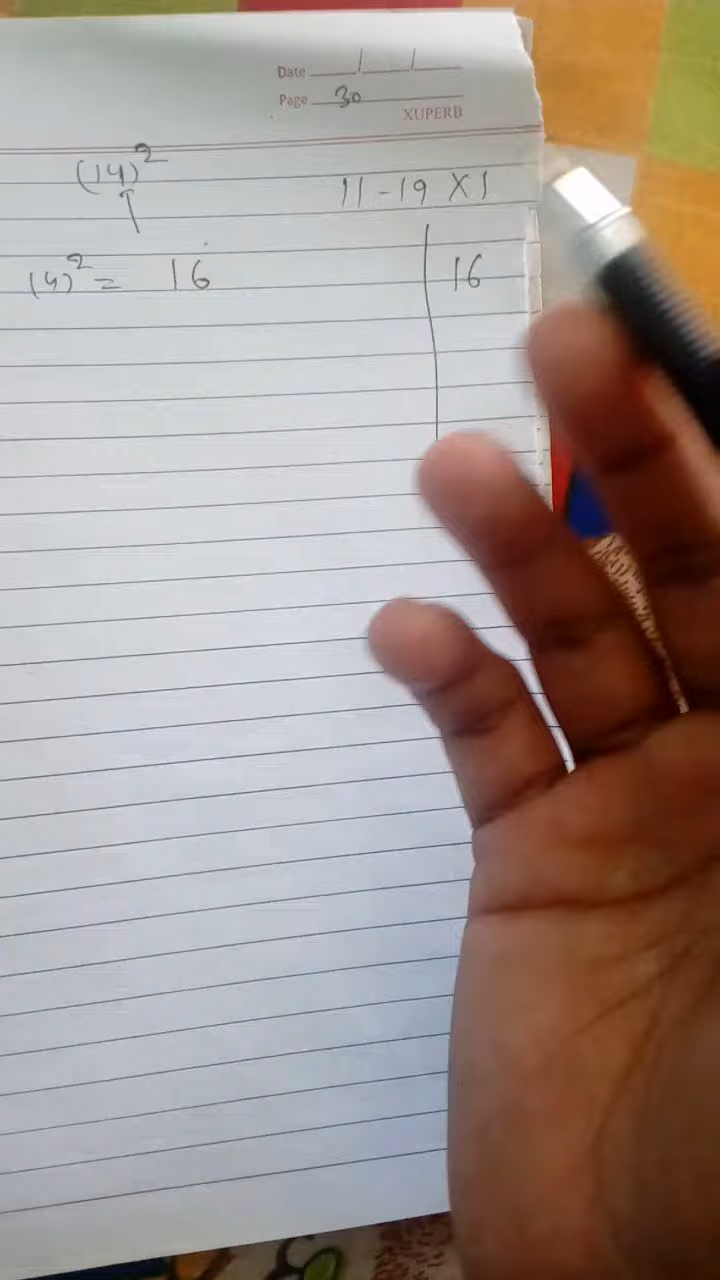 Date / /
Page 30
XUPERB
(14)²
11-19 X1
(4)² = 16
16